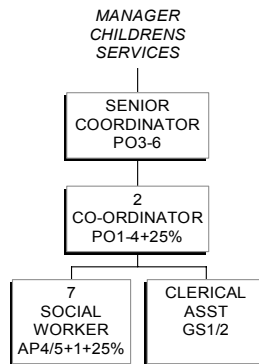 MANAGER
CHILDRENS
SERVICES
SENIOR
COORDINATOR
PO3-6
2
CO-ORDINATOR
PO1-4+25%
7
SOCIAL
WORKER
AP4/5+1+25%
CLERICAL
ASST
GS1/2